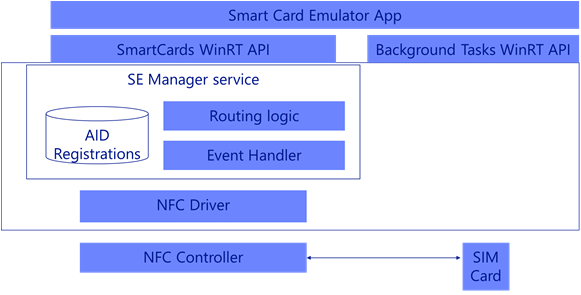 Smart Card Emulator App
SmartCards WinRT API
Background Tasks WinRT API
SE Manager service
AID
Registrations
Routing logic
Event Handler
NFC Driver
NFC Controller
SIM
Card